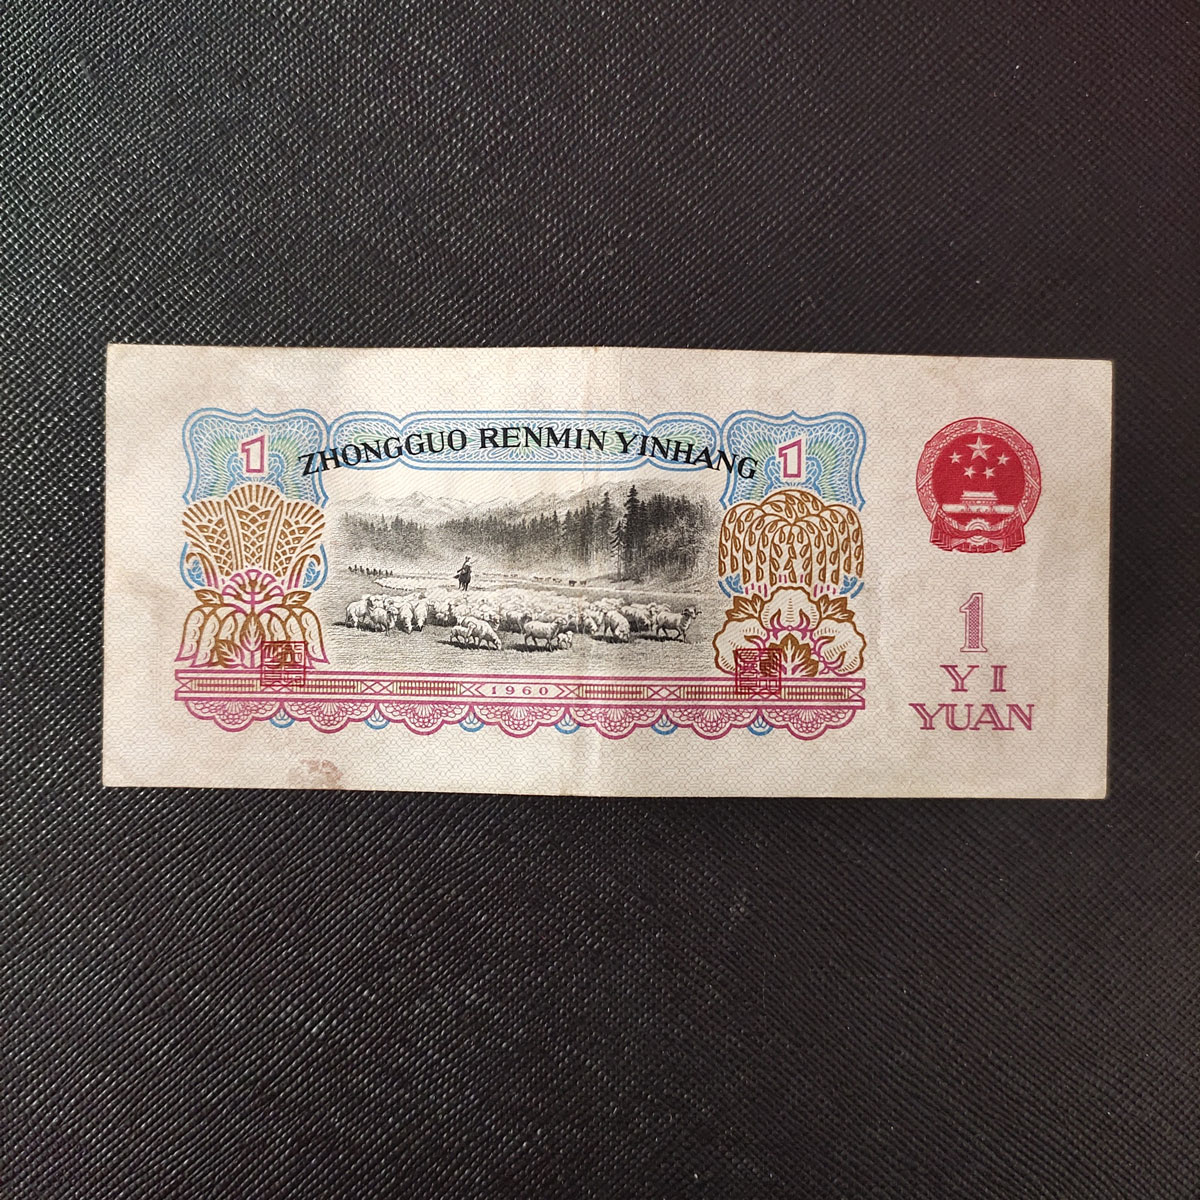 1
ZHONGGUO RENMIN YINHANG
1
1960
1
YI
YUAN